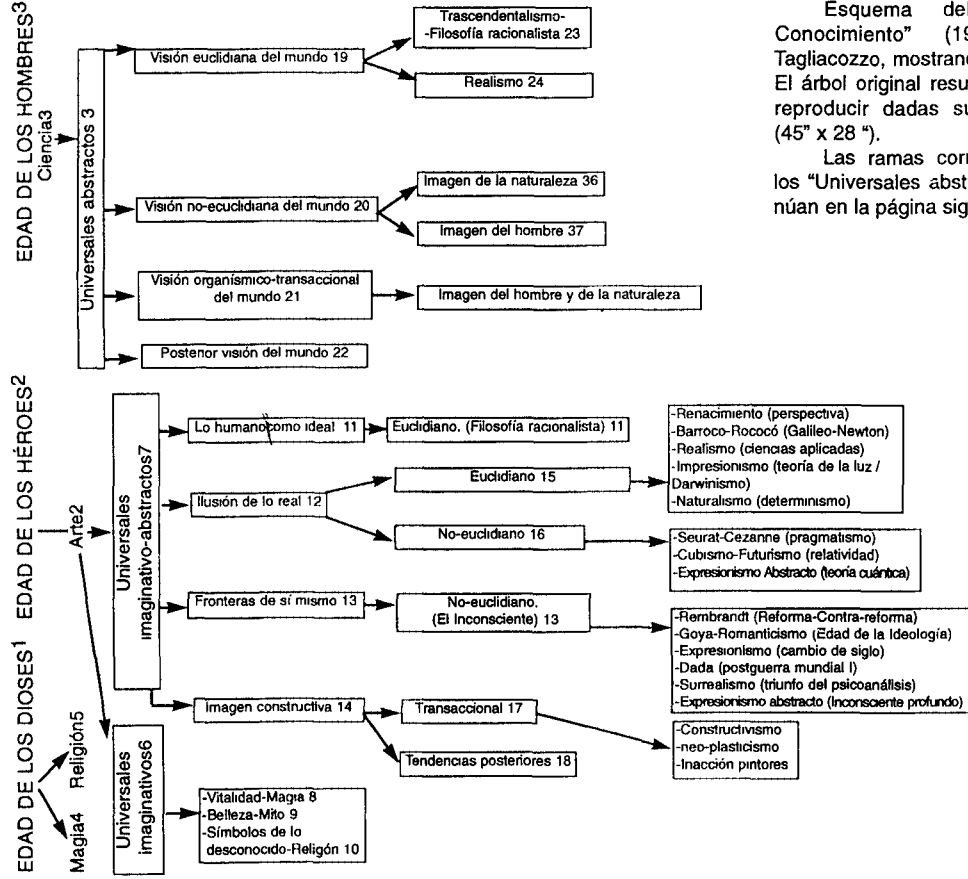 EDAD DE LOS HOMBRES3
Ciencia3
Universales abstractos 3
Visión euclidiana del mundo 19
Trascendentalismo-
-Filosofía racionalista 23
Realismo 24
Visión no-euclidiana del mundo 20
Imagen de la naturaleza 36
Imagen del hombre 37
Visión organísmico-transaccional
del mundo 21
Imagen del hombre y de la naturaleza
Posterior visión del mundo 22
Esquema del
Conocimiento" (19
Tagliacozzo, mostrand
El árbol original resu
reproducir dadas su
(45" x 28 ").
Las ramas corr
los "Universales abst
núan en la página sig
EDAD DE LOS HÉROES2
Arte2
Universales
imaginativo-abstractos7
Lo humano como ideal 11
Euclidiano. (Filosofía racionalista) 11
Ilusión de lo real 12
Euclidiano 15
-Renacimiento (perspectiva)
-Barroco-Rococó (Galileo-Newton)
-Realismo (ciencias aplicadas)
-Impresionismo (teoría de la luz /
Darwinismo)
-Naturalismo (determinismo)
No-euclidiano 16
-Seurat-Cezanne (pragmatismo)
-Cubismo-Futurismo (relatividad)
-Expresionismo Abstracto (teoría cuántica)
Fronteras de sí mismo 13
No-euclidiano.
(El Inconsciente) 13
-Rembrandt (Reforma-Contra-reforma)
-Goya-Romanticismo (Edad de la Ideología)
-Expresionismo (cambio de siglo)
-Dada (postguerra mundial I)
-Surrealismo (triunfo del psicoanálisis)
-Expresionismo abstracto (Inconsciente profundo)
Imagen constructiva 14
Transaccional 17
-Constructivismo
-neo-plasticismo
-Inacción pintores
Tendencias posteriores 18
EDAD DE LOS DIOSES1
Religión5
Magia4
Universales
imaginativos6
-Vitalidad-Magia 8
-Belleza-Mito 9
-Símbolos de lo
desconocido-Religón 10